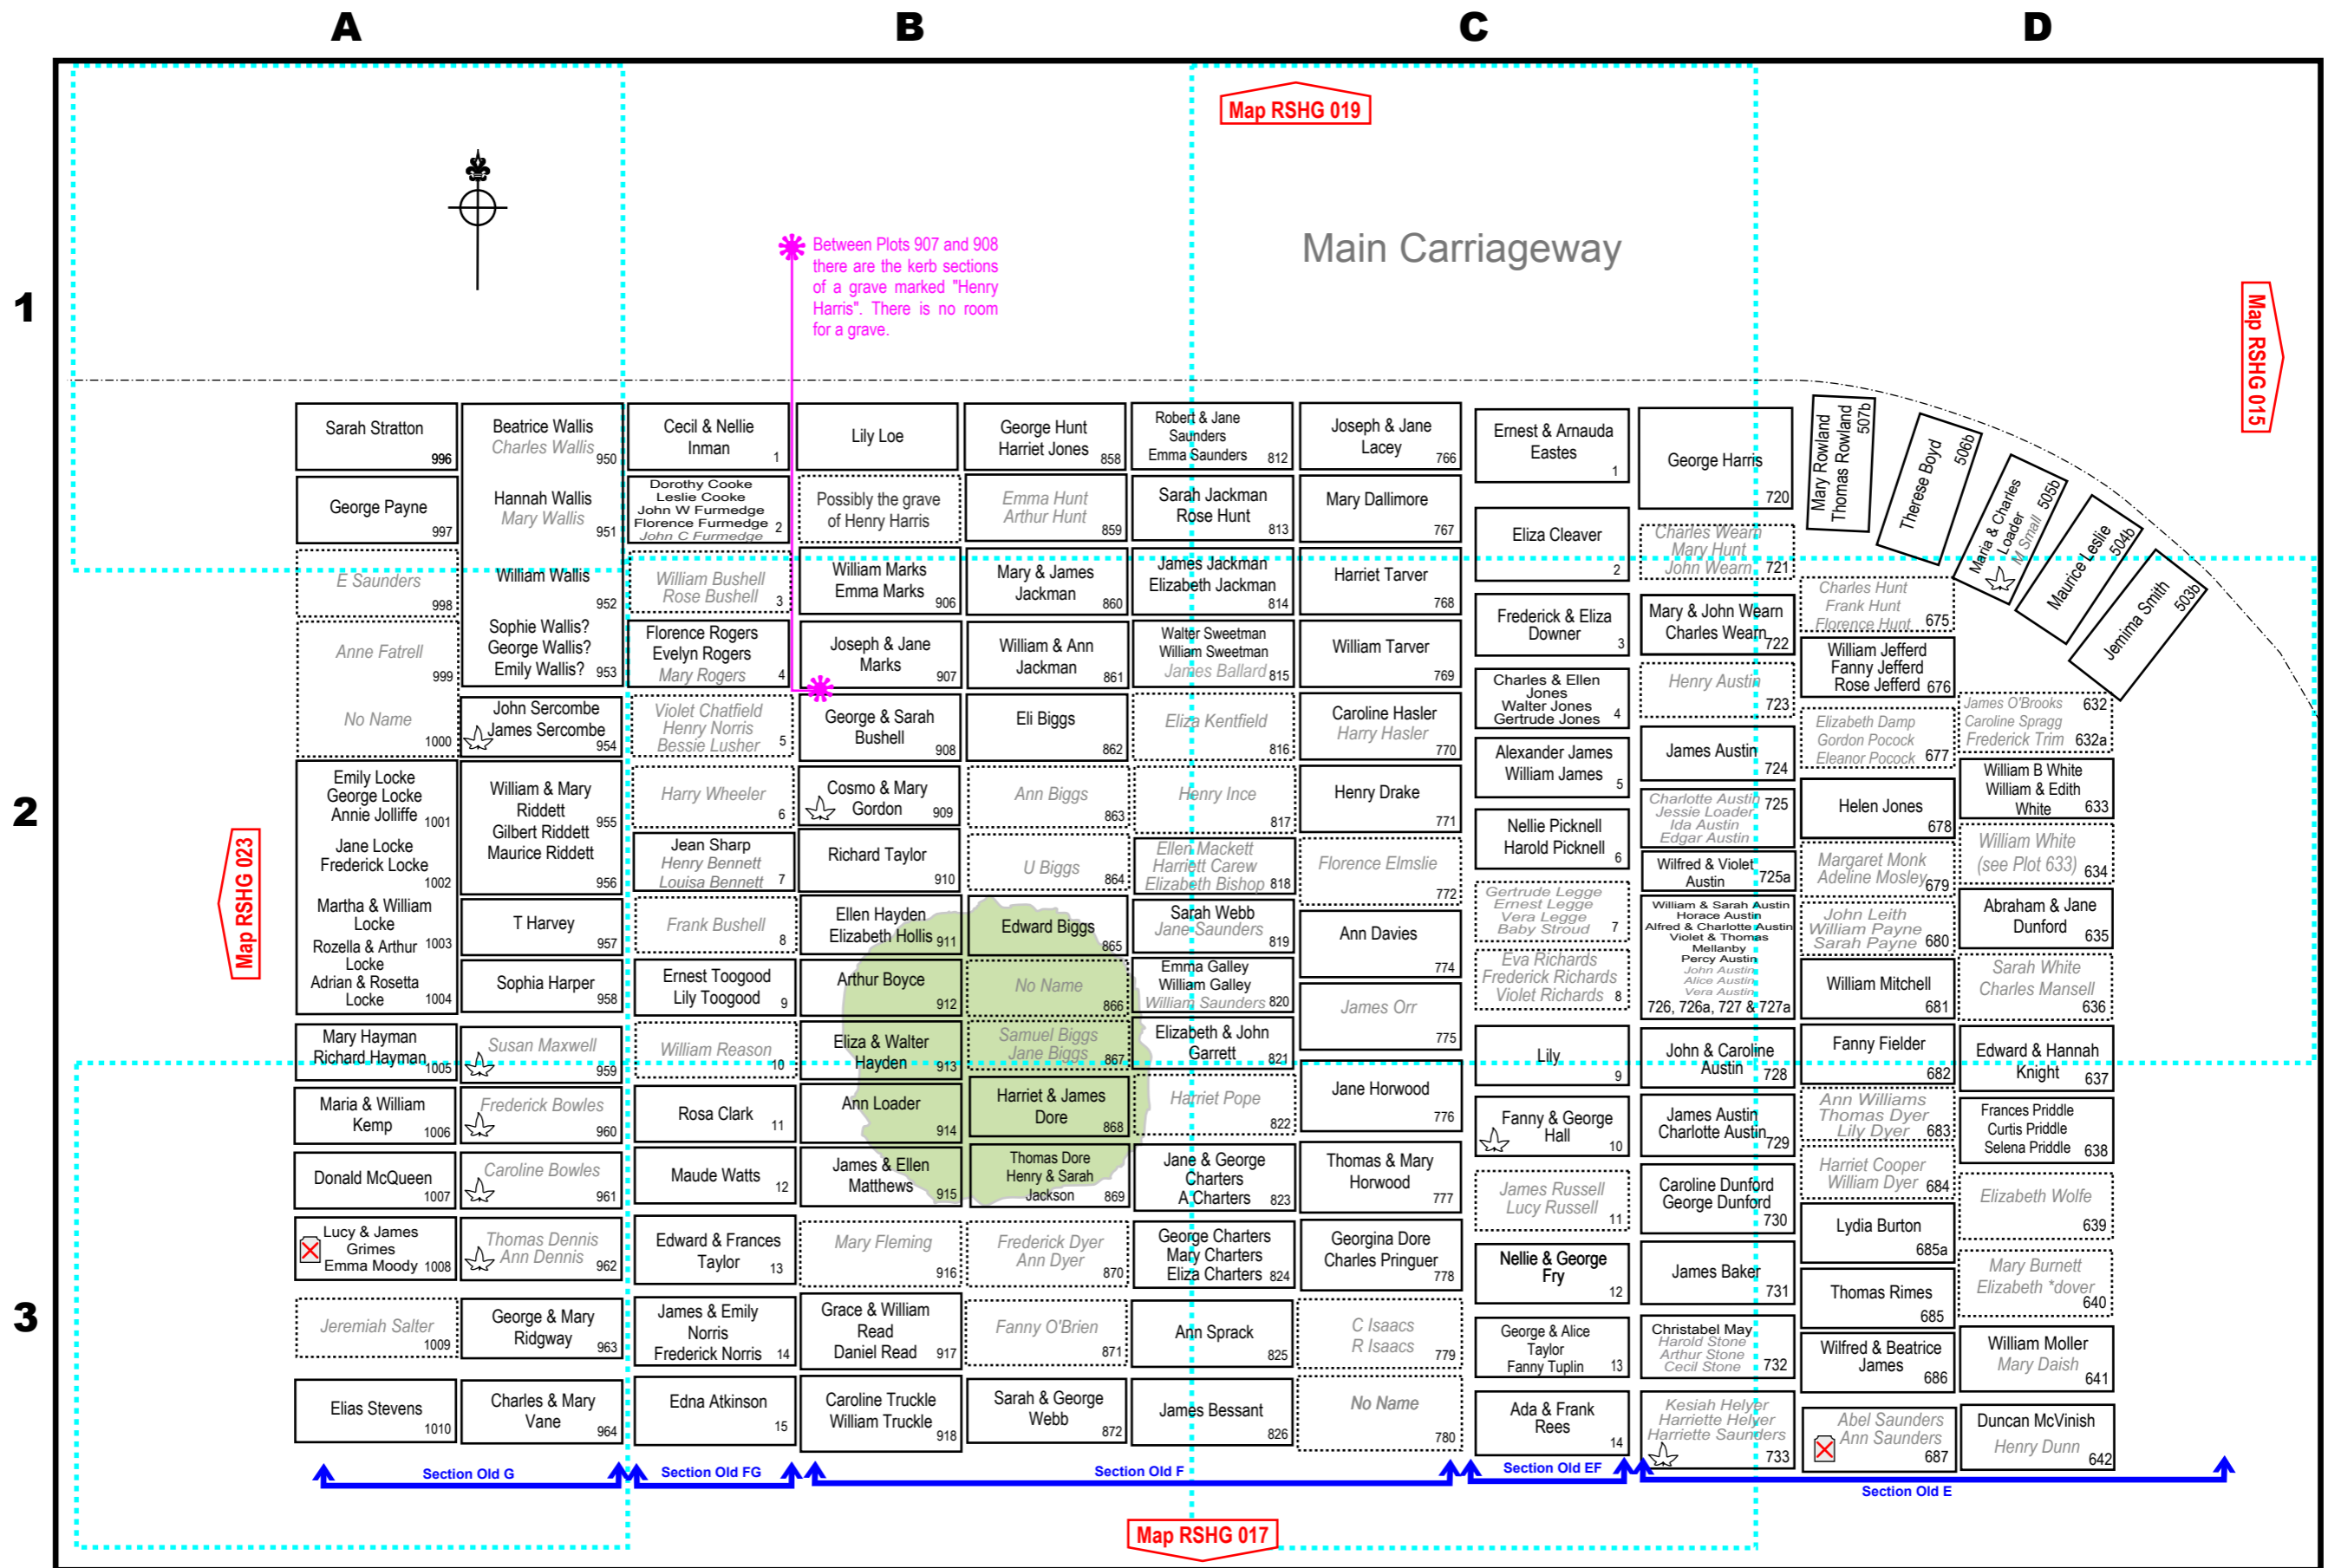 A
B
C
D
1
2
3
Map RSHG 019
Map RSHG 015
Map RSHG 023
Map RSHG 017
Main Carriageway
Between Plots 907 and 908
there are the kerb sections
of a grave marked "Henry
Harris". There is no room
for a grave.
Sarah Stratton
996
George Payne
997
E Saunders
998
Anne Fatrell
999
No Name
1000
Emily Locke
George Locke
Annie Jolliffe
1001
Jane Locke
Frederick Locke
1002
Martha & William
Locke
1003
Rozella & Arthur
Locke
Adrian & Rosetta
Locke
1004
Mary Hayman
Richard Hayman
1005
Maria & William
Kemp
1006
Donald McQueen
1007
Lucy & James
Grimes
Emma Moody 1008
Jeremiah Salter
1009
Elias Stevens
1010
Beatrice Wallis
Charles Wallis 950
Hannah Wallis
Mary Wallis
951
William Wallis
952
Sophie Wallis?
George Wallis?
Emily Wallis? 953
John Sercombe
James Sercombe
954
William & Mary
Riddett
955
Gilbert Riddett
Maurice Riddett
956
T Harvey
957
Sophia Harper
958
Susan Maxwell
959
Frederick Bowles
960
Caroline Bowles
961
Thomas Dennis
Ann Dennis
962
George & Mary
Ridgway
963
Charles & Mary
Vane
964
Cecil & Nellie
Inman
1
Dorothy Cooke
Leslie Cooke
John W Furmedge
Florence Furmedge 2
John C Furmedge
William Bushell
Rose Bushell
3
Florence Rogers
Evelyn Rogers
Mary Rogers 4
Violet Chatfield
Henry Norris
Bessie Lusher 5
Harry Wheeler
6
Jean Sharp
Henry Bennett
Louisa Bennett 7
Frank Bushell
8
Ernest Toogood
Lily Toogood 9
William Reason
10
Rosa Clark
11
Maude Watts
12
Edward & Frances
Taylor
13
James & Emily
Norris
Frederick Norris 14
Edna Atkinson
15
Lily Loe
Possibly the grave
of Henry Harris
William Marks
Emma Marks
906
Joseph & Jane
Marks
907
George & Sarah
Bushell
908
Cosmo & Mary
Gordon
909
Richard Taylor
910
Ellen Hayden
Elizabeth Hollis 911
Arthur Boyce
912
Eliza & Walter
Hayden
913
Ann Loader
914
James & Ellen
Matthews
915
Mary Fleming
916
Grace & William
Read
Daniel Read 917
Caroline Truckle
William Truckle
918
George Hunt
Harriet Jones 858
Emma Hunt
Arthur Hunt
859
Mary & James
Jackman
860
William & Ann
Jackman
861
Eli Biggs
862
Ann Biggs
863
U Biggs
864
Edward Biggs
865
No Name
866
Samuel Biggs
Jane Biggs 867
Harriet & James
Dore
868
Thomas Dore
Henry & Sarah
Jackson 869
Frederick Dyer
Ann Dyer
870
Fanny O'Brien
871
Sarah & George
Webb
872
Robert & Jane
Saunders
Emma Saunders 812
Sarah Jackman
Rose Hunt
813
James Jackman
Elizabeth Jackman
814
Walter Sweetman
William Sweetman
James Ballard 815
Eliza Kentfield
816
Henry Ince
817
Ellen Mackett
Harriett Carew
Elizabeth Bishop 818
Sarah Webb
Jane Saunders
819
Emma Galley
William Galley
William Saunders 820
Elizabeth & John
Garrett
821
Harriet Pope
822
Jane & George
Charters
A Charters 823
George Charters
Mary Charters
Eliza Charters 824
Ann Sprack
825
James Bessant
826
Joseph & Jane
Lacey
766
Mary Dallimore
767
Harriet Tarver
768
William Tarver
769
Caroline Hasler
Harry Hasler
770
Henry Drake
771
Florence Elmslie
772
Ann Davies
774
James Orr
775
Jane Horwood
776
Thomas & Mary
Horwood
777
Georgina Dore
Charles Pringuer
778
C Isaacs
R Isaacs
779
No Name
780
Ernest & Arnauda
Eastes
1
Eliza Cleaver
2
Frederick & Eliza
Downer
3
Charles & Ellen
Jones
Walter Jones
Gertrude Jones 4
Alexander James
William James
5
Nellie Picknell
Harold Picknell
6
Gertrude Legge
Ernest Legge
Vera Legge
Baby Stroud 7
Eva Richards
Frederick Richards
Violet Richards 8
Lily
9
Fanny & George
Hall
10
James Russell
Lucy Russell
11
Nellie & George
Fry
12
George & Alice
Taylor
Fanny Tuplin 13
Ada & Frank
Rees
14
George Harris
720
Charles Wearn
Mary Hunt
John Wearn 721
Mary & John Wearn
Charles Wearn
722
Henry Austin
723
James Austin
724
Charlotte Austin 725
Jessie Loader
Ida Austin
Edgar Austin
Wilfred & Violet
Austin
725a
William & Sarah Austin
Horace Austin
Alfred & Charlotte Austin
Violet & Thomas
Mellanby
Percy Austin
John Austin
Alice Austin
Vera Austin
726, 726a, 727 & 727a
John & Caroline
Austin
728
James Austin
Charlotte Austin
729
Caroline Dunford
George Dunford
730
James Baker
731
Christabel May
Harold Stone
Arthur Stone
Cecil Stone 732
Kesiah Helyer
Harriette Helyer
Harriette Saunders
733
Mary Rowland
Thomas Rowland
507b
Therese Boyd
506b
Maria & Charles
Loader
M Small 505b
Maurice Leslie
504b
Jemima Smith
503b
Charles Hunt
Frank Hunt
Florence Hunt 675
William Jefferd
Fanny Jefferd
Rose Jefferd 676
Elizabeth Damp
Gordon Pocock
Eleanor Pocock 677
Helen Jones
678
Margaret Monk
Adeline Mosley 679
John Leith
William Payne
Sarah Payne 680
William Mitchell
681
Fanny Fielder
682
Ann Williams
Thomas Dyer
Lily Dyer 683
Harriet Cooper
William Dyer 684
Lydia Burton
685a
Thomas Rimes
685
Wilfred & Beatrice
James
686
Abel Saunders
Ann Saunders
687
James O'Brooks 632
Caroline Spragg
Frederick Trim 632a
William B White
William & Edith
White 633
William White
(see Plot 633)
634
Abraham & Jane
Dunford
635
Sarah White
Charles Mansell
636
Edward & Hannah
Knight
637
Frances Priddle
Curtis Priddle
Selena Priddle 638
Elizabeth Wolfe
639
Mary Burnett
Elizabeth *dover
640
William Moller
Mary Daish
641
Duncan McVinish
Henry Dunn
642
Section Old G
Section Old FG
Section Old F
Section Old EF
Section Old E